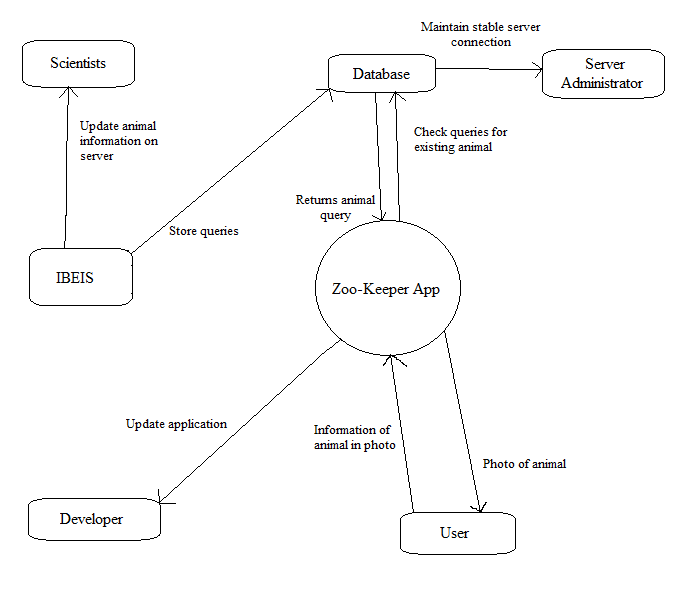 Maintain stable server
connection
Scientists
Database
Server
Administrator
Update animal
information on
server
Check queries for
existing animal
Returns animal
query
Store queries
IBEIS
Zoo-Keeper App
Update application
Information of
animal in photo
Photo of animal
Developer
User